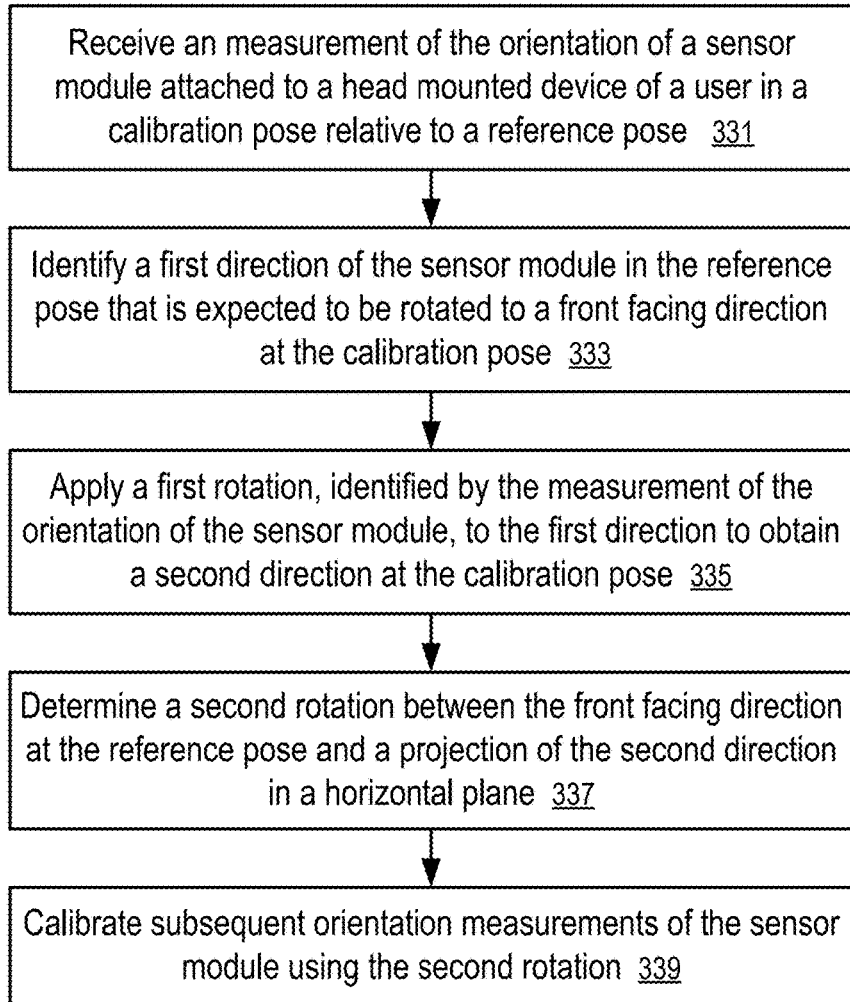 Receive an measurement of the orientation of a sensor
module attached to a head mounted device of a user in a
calibration pose relative to a reference pose 331
Identify a first direction of the sensor module in the reference
pose that is expected to be rotated to a front facing direction
at the calibration pose 333
Apply a first rotation, identified by the measurement of the
orientation of the sensor module, to the first direction to obtain
a second direction at the calibration pose 335
Determine a second rotation between the front facing direction
at the reference pose and a projection of the second direction
in a horizontal plane 337
Calibrate subsequent orientation measurements of the sensor
module using the second rotation 339